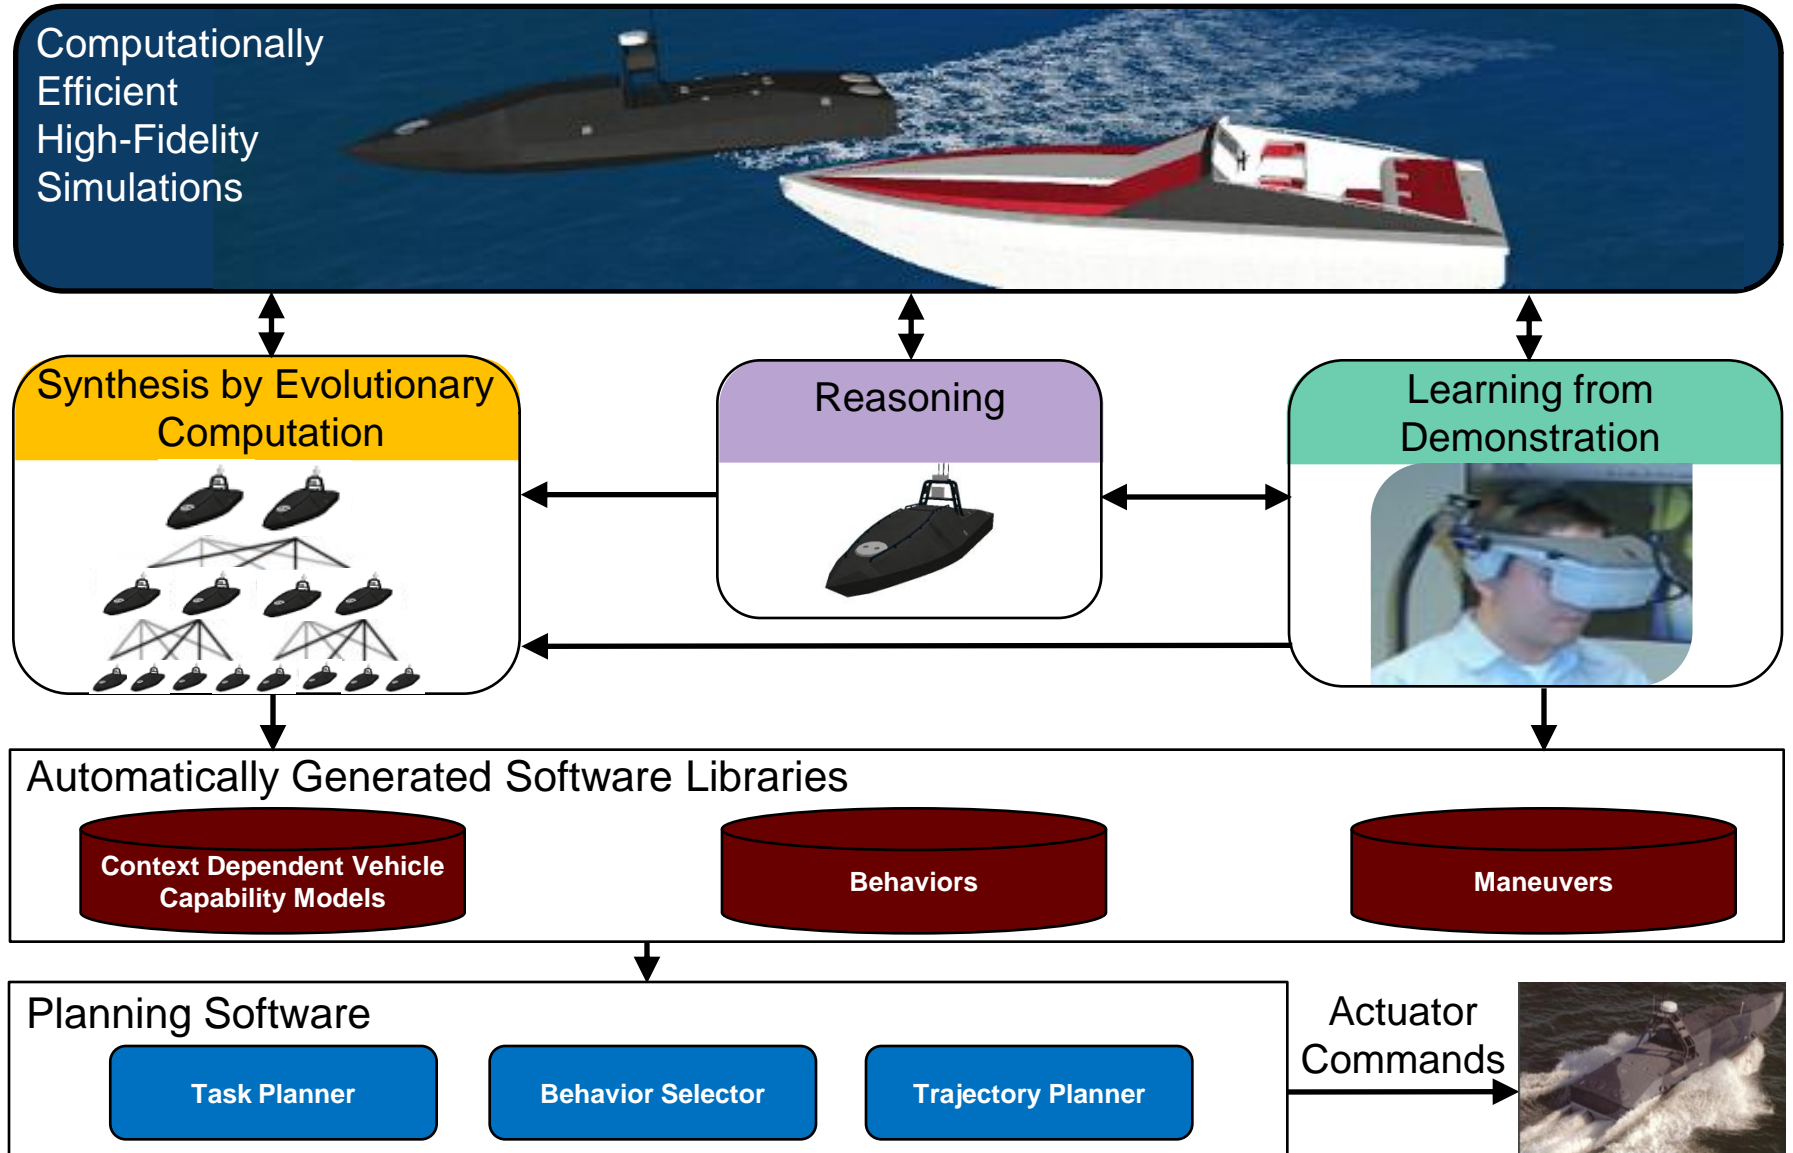 Computationally
Efficient
High-Fidelity
Simulations
Synthesis by Evolutionary
Computation
Reasoning
Learning from
Demonstration
Automatically Generated Software Libraries
Context Dependent Vehicle
Capability Models
Behaviors
Maneuvers
Planning Software
Task Planner
Behavior Selector
Trajectory Planner
Actuator
Commands